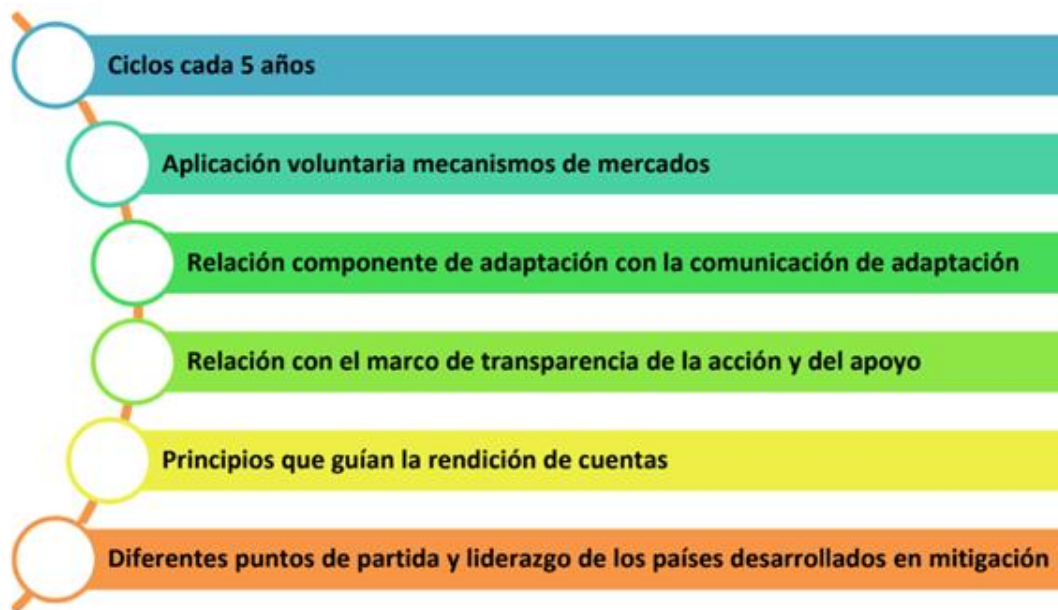 Ciclos cada 5 años
Aplicación voluntaria mecanismos de mercados
Relación componente de adaptación con la comunicación de adaptación
Relación con el marco de transparencia de la acción y del apoyo
Principios que guían la rendición de cuentas
Diferentes puntos de partida y liderazgo de los países desarrollados en mitigación